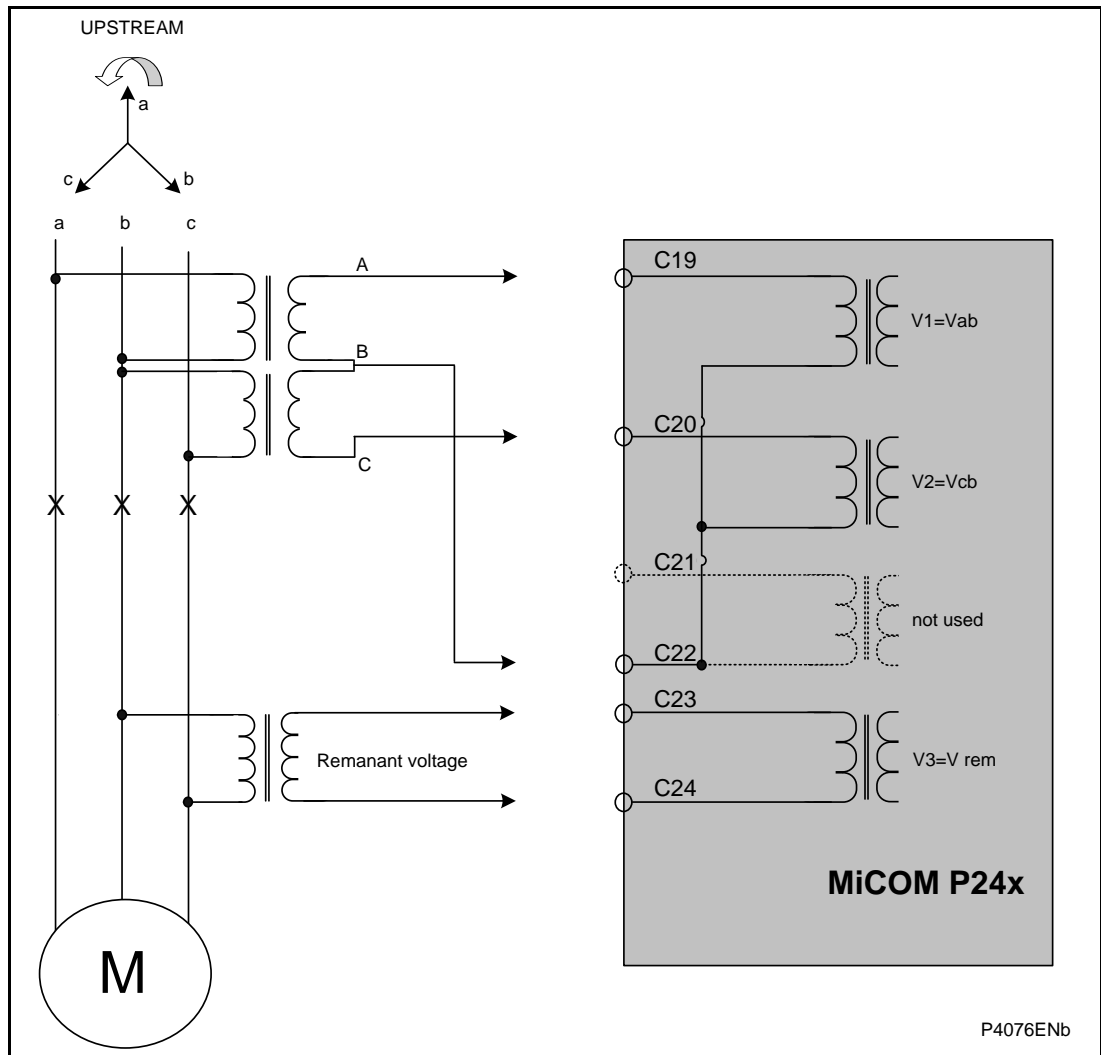 UPSTREAM
a
c
b
a
b
c
A
B
C
X
X
X
Remanant voltage
M
C19
V1=Vab
C20
V2=Vcb
C21
not used
C22
C23
V3=V rem
C24
MiCOM P24x
P4076ENb